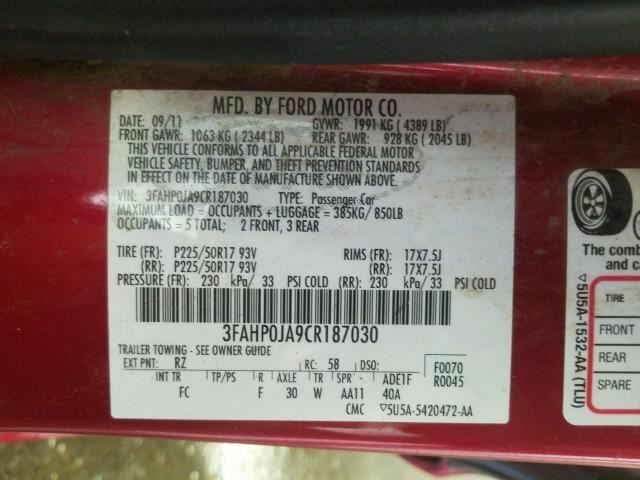 MFD. BY FORD MOTOR CO.
DATE: 09/11 GVWR: 1991 KG ( 4389 LB)
FRONT GAWR: 1063 KG ( 2344 LB) REAR GAWR: 928 KG ( 2045 LB)
THIS VEHICLE CONFORMS TO ALL APPLICABLE FEDERAL MOTOR
VEHICLE SAFETY, BUMPER, AND THEFT PREVENTION STANDARDS
IN EFFECT ON THE DATE OF MANUFACTURE SHOWN ABOVE.
VIN: 3FAHP0JA9CR187030 TYPE: Passenger Car
MAXIMUM LOAD = OCCUPANTS + LUGGAGE = 385KG/ 850LB
OCCUPANTS = 5 TOTAL; 2 FRONT, 3 REAR
TIRE (FR): P225/50R17 93V RIMS (FR): 17X7.5J
(RR): P225/50R17 93V (RR): 17X7.5J
PRESSURE (FR): 230 kPa/ 33 PSI COLD (RR): 230 kPa/ 33 PSI COLD
3FAHP0JA9CR187030
TRAILER TOWING - SEE OWNER GUIDE
EXT PNT: RZ RC: 58 DSO: F0070
R0045
INT TR TP/PS R AXLE TR SPR - ADE1F
FC F 30 W AA11 40A
CMC ▽5U5A-5420472-AA
▽5U5A-1532-AA (TLU)
The comb
and c
TIRE
FRONT
REAR
SPARE